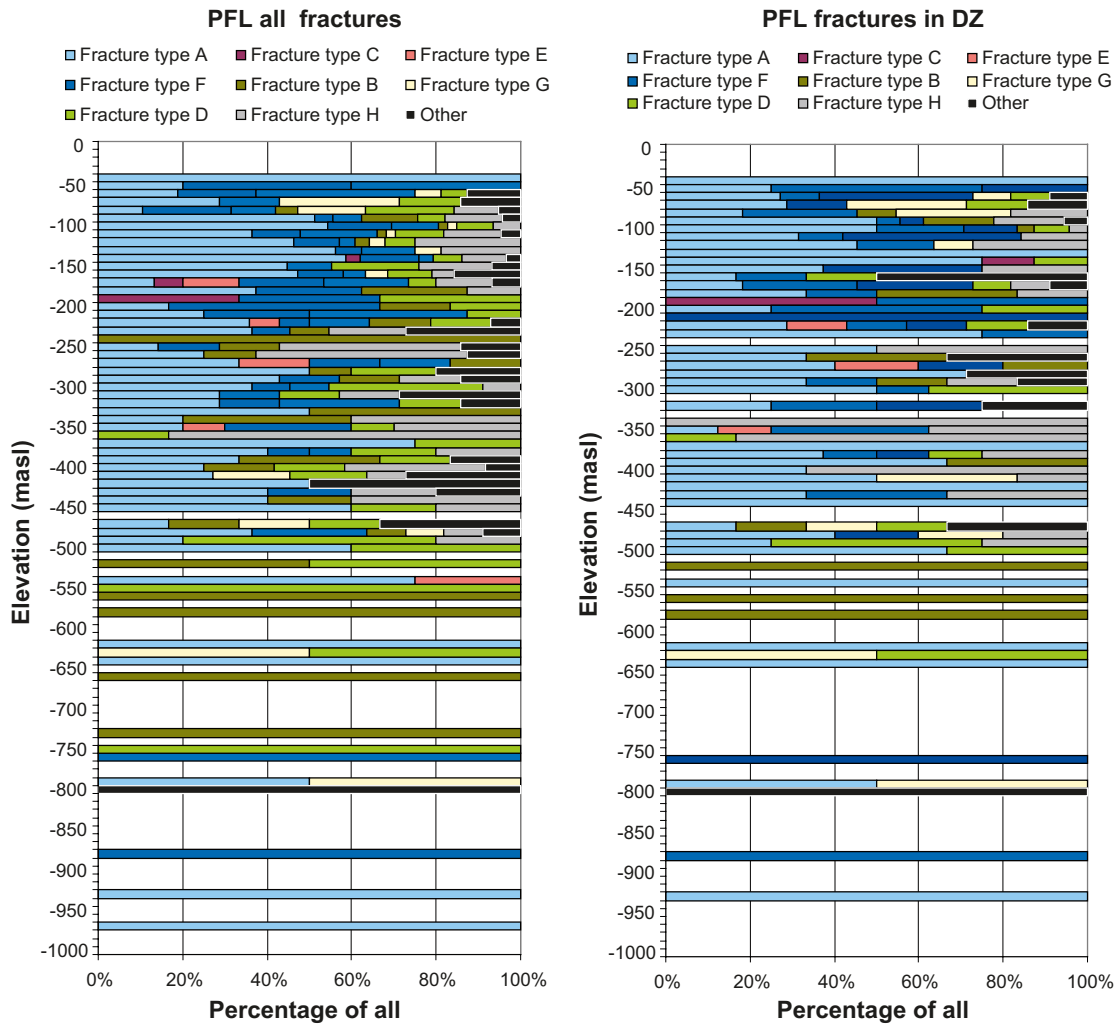 PFL all fractures
Fracture type A
Fracture type C
Fracture type E
Fracture type F
Fracture type B
Fracture type G
Fracture type D
Fracture type H
Other
Elevation (masl)
0
-50
-100
-150
-200
-250
-300
-350
-400
-450
-500
-550
-600
-650
-700
-750
-800
-850
-900
-950
-1000
0%
20%
40%
60%
80%
100%
Percentage of all
PFL fractures in DZ
Fracture type A
Fracture type C
Fracture type E
Fracture type F
Fracture type B
Fracture type G
Fracture type D
Fracture type H
Other
Elevation (masl)
0
-50
-100
-150
-200
-250
-300
-350
-400
-450
-500
-550
-600
-650
-700
-750
-800
-850
-900
-950
-1000
0%
20%
40%
60%
80%
100%
Percentage of all